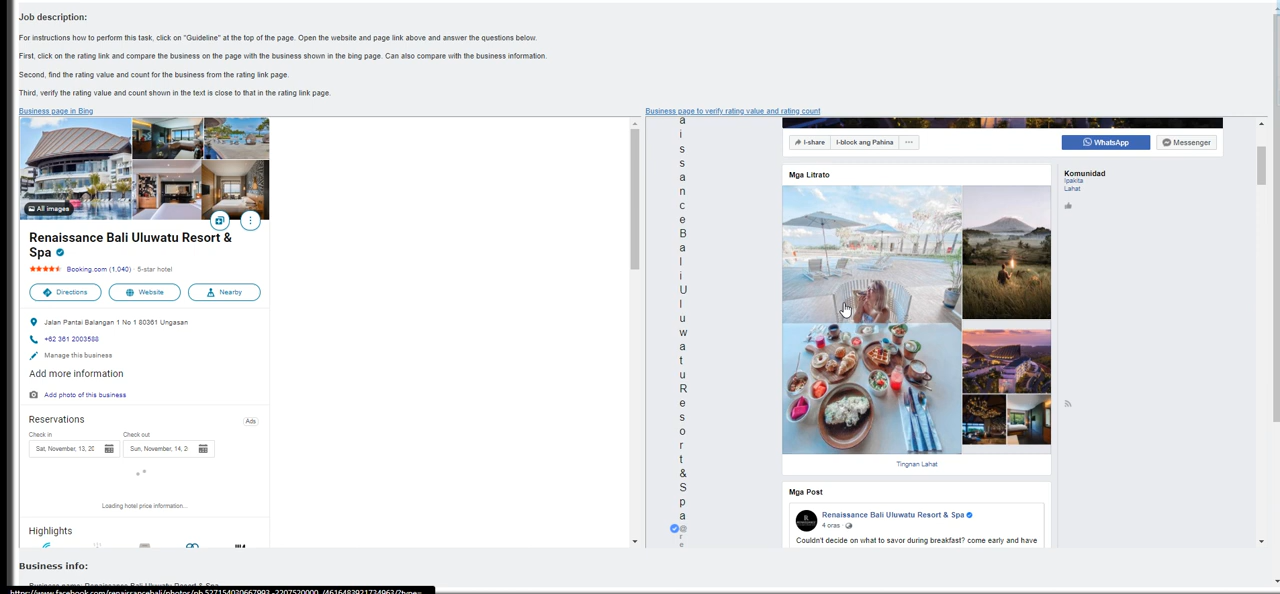 Job description:
For instructions how to perform this task, click on "Guideline" at the top of the page. Open the website and page link above and answer the questions below.
First, click on the rating link and compare the business on the page with the business shown in the bing page. Can also compare with the business information.
Second, find the rating value and count for the business from the rating link page.
Third, verify the rating value and count shown in the text is close to that in the rating link page.
Business page in Bing
All images
Renaissance Bali Uluwatu Resort &
Spa
Booking.com (1,040) · 5-star hotel
Directions
Website
Nearby
Jalan Pantai Balangan 1 No 1 80361 Ungasan
+62 361 2003588
Manage this business
Add more information
Add photo of this business
Reservations
Ads
Check in
Check out
Sat, November, 13, 20
Sun, November, 14, 2
Loading hotel price information...
Highlights
Business page to verify rating value and rating count
a
i
s
s
a
n
c
e
B
a
l
i
U
l
u
w
a
t
u
R
e
s
o
r
t
&
S
p
a
@
r
e
I-share
I-block ang Pahina
...
WhatsApp
Messenger
Mga Litrato
Tingnan Lahat
Komunidad
Ipakita
Lahat
Mga Post
Renaissance Bali Uluwatu Resort & Spa
4 oras ·
Couldn't decide on what to savor during breakfast? come early and have
Business info:
Business name: Renaissance Bali Uluwatu Resort & Spa